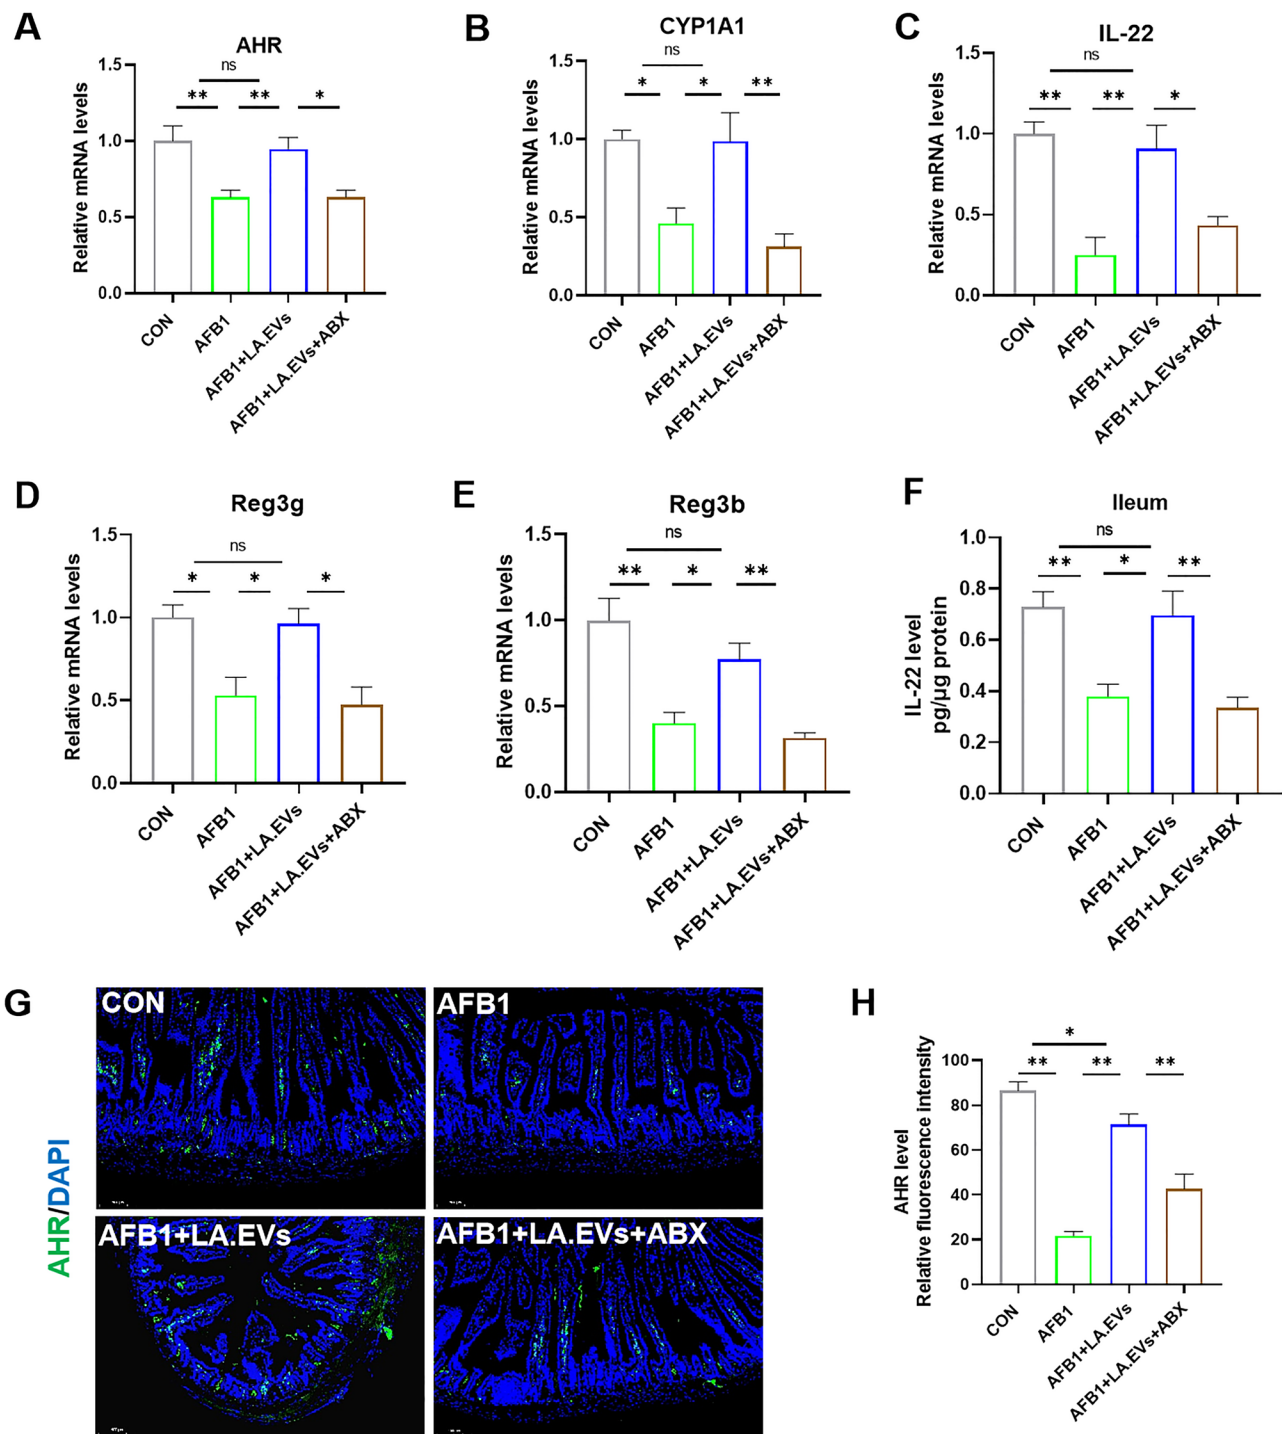 A
AHR
Relative mRNA levels
1.5
1.0
0.5
0.0
ns
**
**
*
CON
AFB1
AFB1+LA.EVs
AFB1+LA.EVs+ABX
B
CYP1A1
Relative mRNA levels
1.5
1.0
0.5
0.0
ns
*
*
**
CON
AFB1
AFB1+LA.EVs
AFB1+LA.EVs+ABX
C
IL-22
Relative mRNA levels
1.5
1.0
0.5
0.0
ns
**
**
*
CON
AFB1
AFB1+LA.EVs
AFB1+LA.EVs+ABX
D
Reg3g
Relative mRNA levels
1.5
1.0
0.5
0.0
ns
*
*
*
CON
AFB1
AFB1+LA.EVs
AFB1+LA.EVs+ABX
E
Reg3b
Relative mRNA levels
1.5
1.0
0.5
0.0
ns
**
*
**
CON
AFB1
AFB1+LA.EVs
AFB1+LA.EVs+ABX
F
Ileum
IL-22 level
pg/μg protein
1.0
0.8
0.6
0.4
0.2
0.0
ns
**
*
**
CON
AFB1
AFB1+LA.EVs
AFB1+LA.EVs+ABX
G
AHR/DAPI
CON
AFB1
AFB1+LA.EVs
AFB1+LA.EVs+ABX
H
AHR level
Relative fluorescence intensity
100
80
60
40
20
0
*
**
**
**
CON
AFB1
AFB1+LA.EVs
AFB1+LA.EVs+ABX